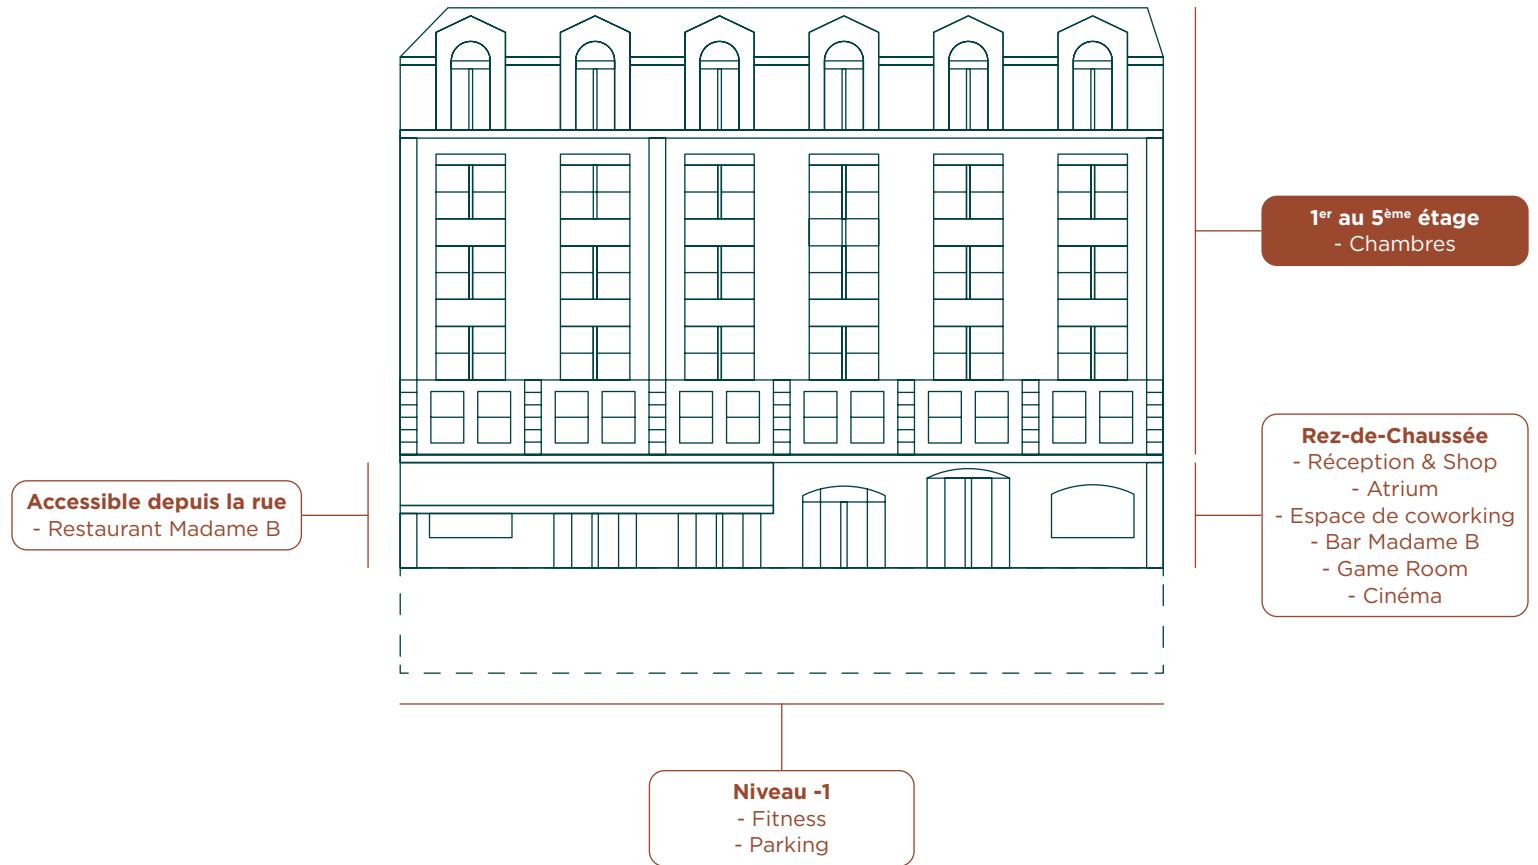 1er au 5ème étage
- Chambres
Accessible depuis la rue
- Restaurant Madame B
Rez-de-Chaussée
- Réception & Shop
- Atrium
- Espace de coworking
- Bar Madame B
- Game Room
- Cinéma
Niveau -1
- Fitness
- Parking